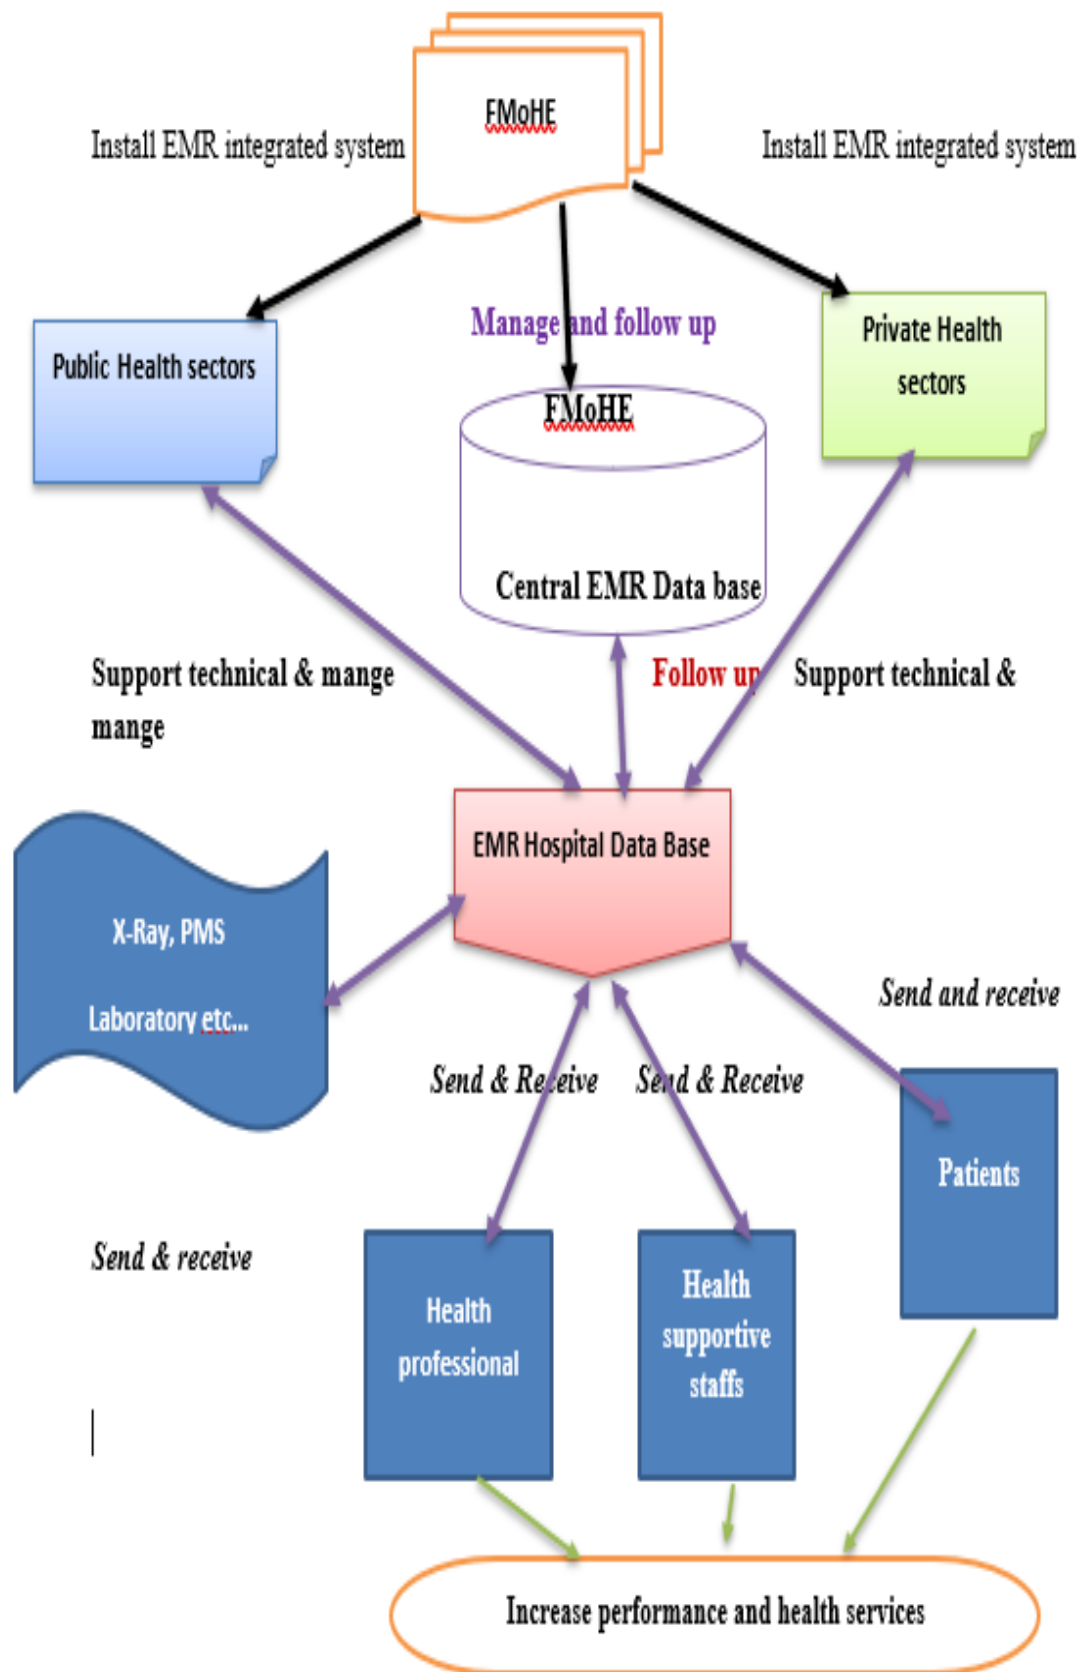 FMoHE
Install EMR integrated system
Install EMR integrated system
Public Health sectors
Manage and follow up
Private Health
sectors
FMoHE
Central EMR Data base
Support technical & mange
mange
Follow up
Support technical &
EMR Hospital Data Base
X-Ray, PMS
Laboratory etc...
Send and receive
Send & Receive
Send & Receive
Patients
Send & receive
Health
professional
Health
supportive
staffs
Increase performance and health services